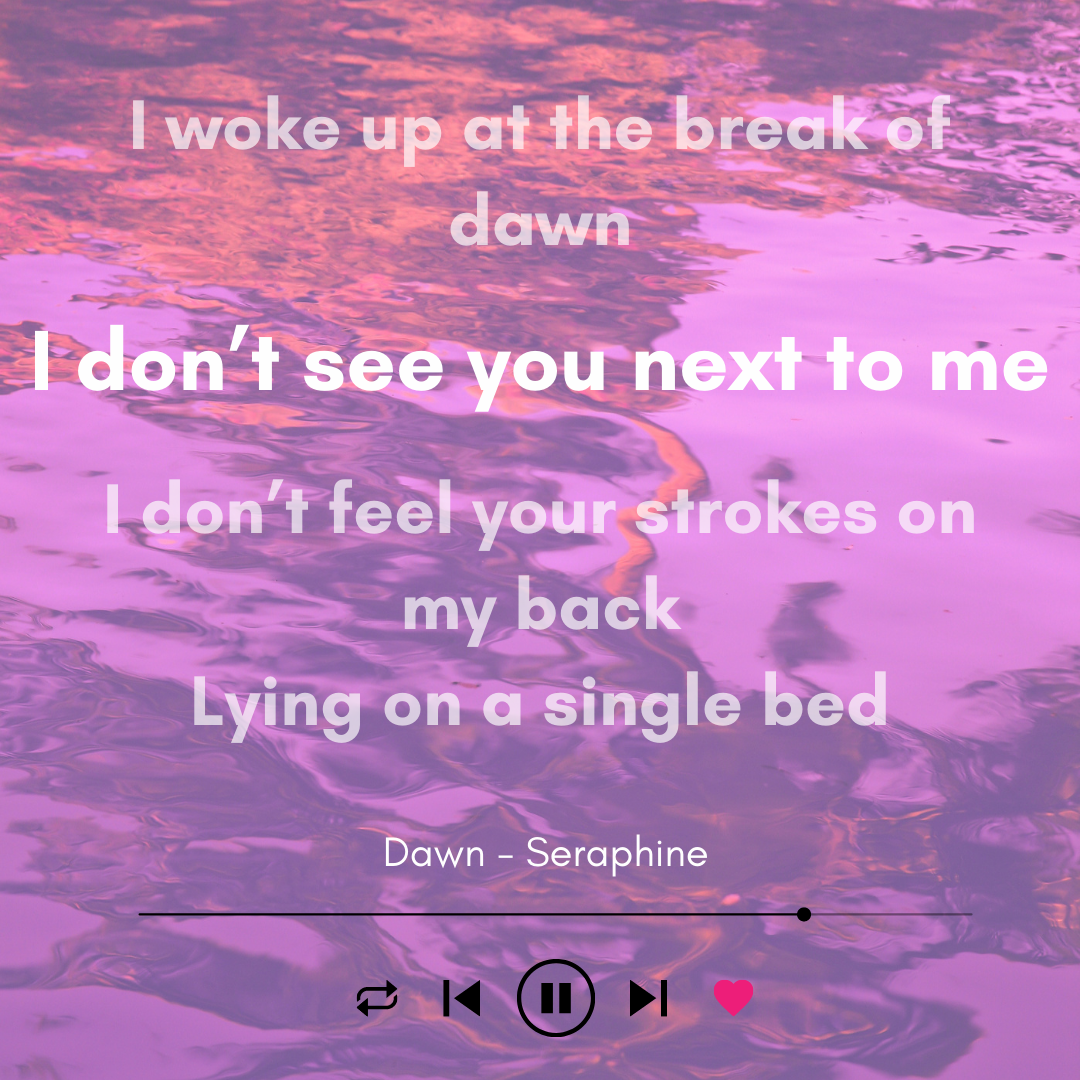 I woke up at the break of
dawn
I don’t see you next to me
I don’t feel your strokes on
my back
Lying on a single bed
Dawn - Seraphine